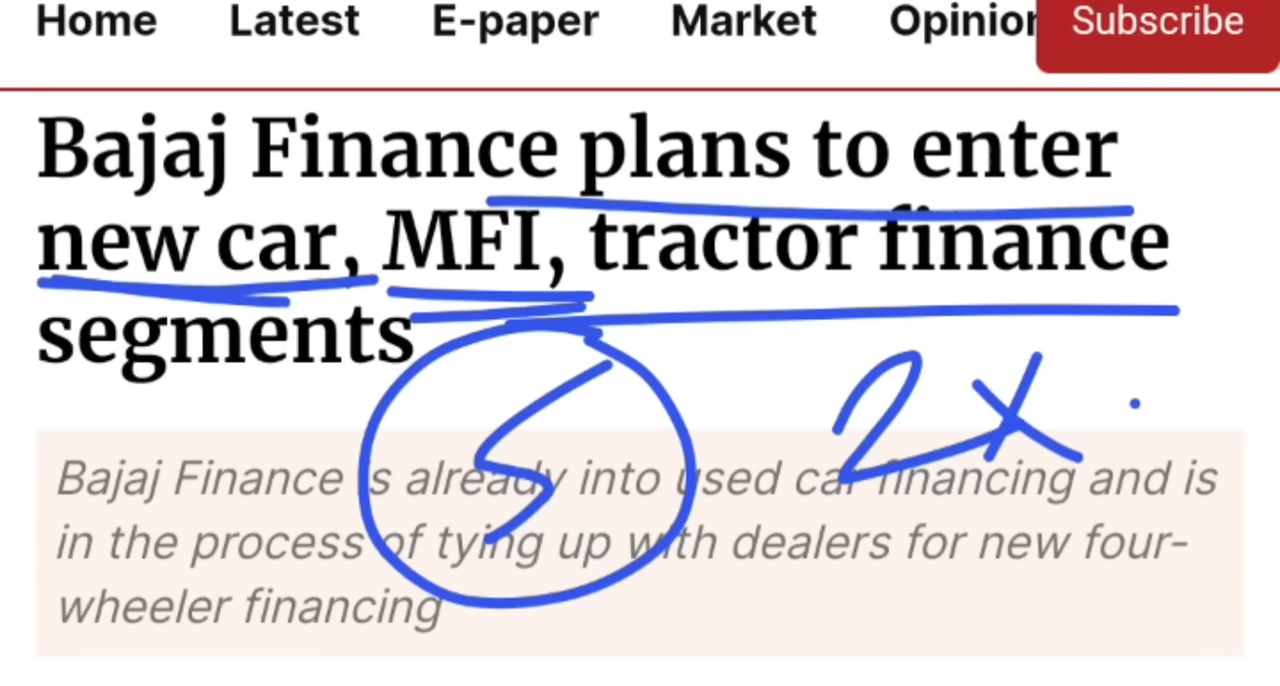 Home Latest E-paper Market Opinion Subscribe
Bajaj Finance plans to enter
new car, MFI, tractor finance
segments
5 2x
Bajaj Finance is already into used car financing and is
in the process of tying up with dealers for new four-
wheeler financing